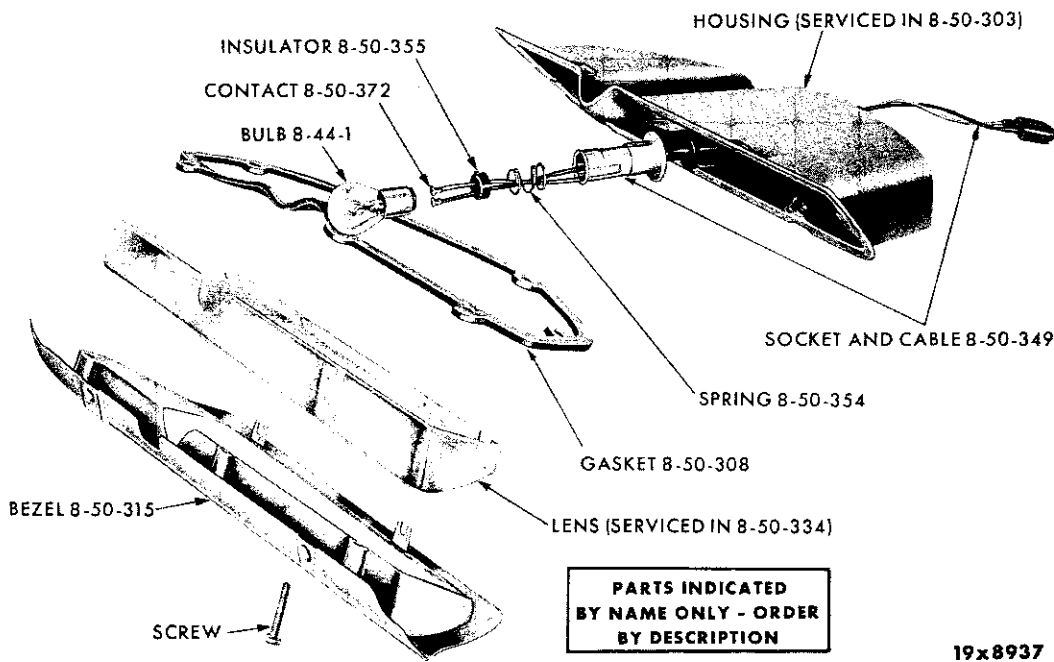 HOUSING (SERVICED IN 8-50-303)
INSULATOR 8-50-355
CONTACT 8-50-372
BULB 8-44-1
SOCKET AND CABLE 8-50-349
SPRING 8-50-354
GASKET 8-50-308
BEZEL 8-50-315
LENS (SERVICED IN 8-50-334)
SCREW
PARTS INDICATED
BY NAME ONLY - ORDER
BY DESCRIPTION
19x8937